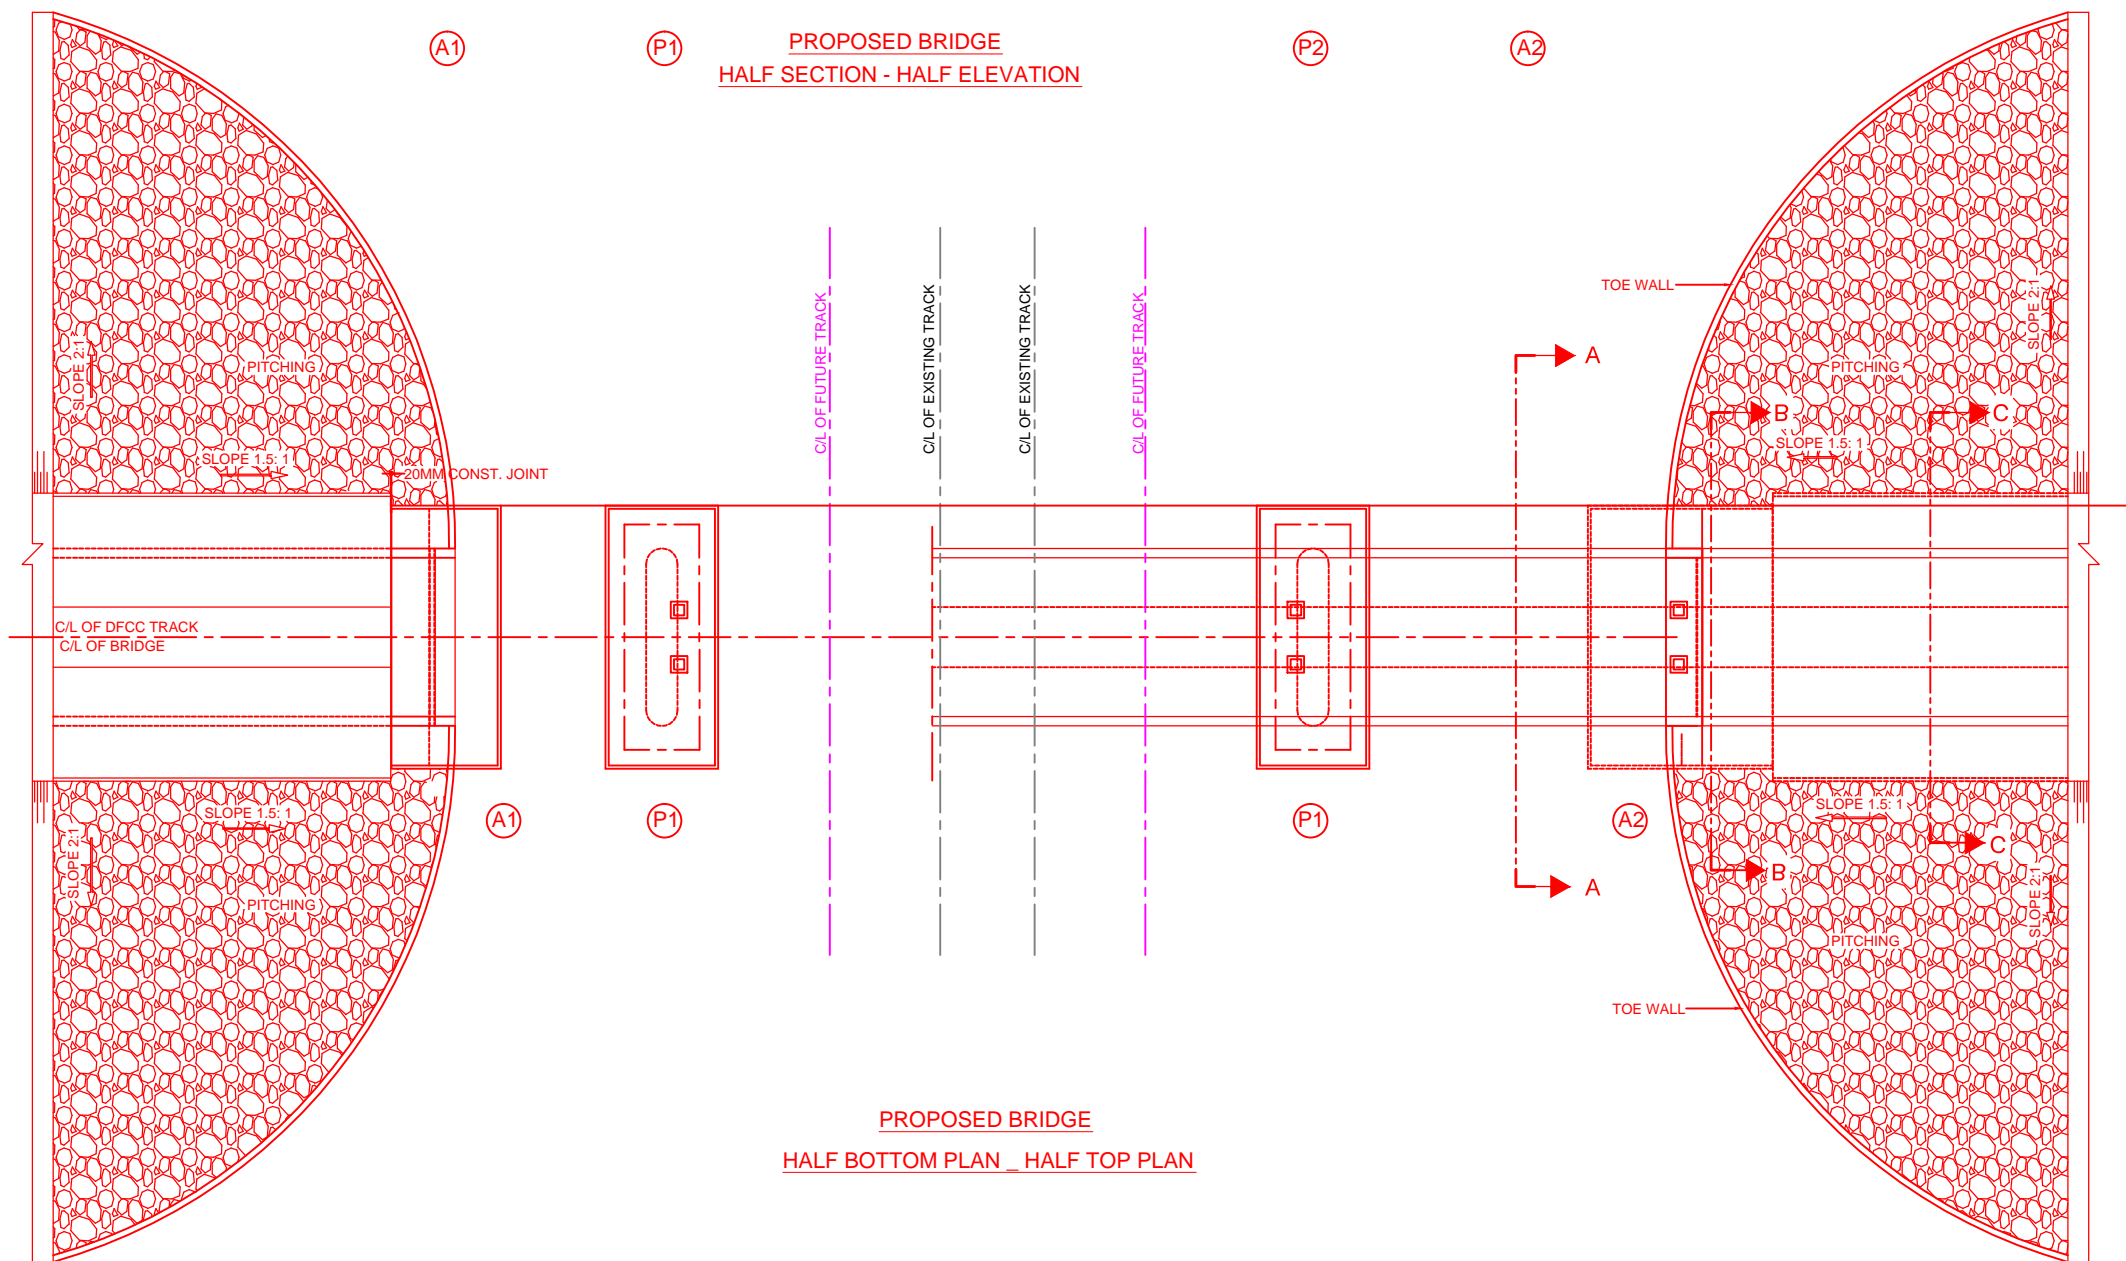 A1
P1
PROPOSED BRIDGE
P2
A2
HALF SECTION - HALF ELEVATION
C/L OF FUTURE TRACK
C/L OF EXISTING TRACK
C/L OF EXISTING TRACK
C/L OF FUTURE TRACK
TOE WALL
SLOPE 2:1
SLOPE 2:1
A
PITCHING
PITCHING
B
C
SLOPE 1.5: 1
SLOPE 1.5: 1
20MM CONST. JOINT
C/L OF DFCC TRACK
C/L OF BRIDGE
SLOPE 1.5: 1
SLOPE 1.5: 1
A1
P1
P1
A2
C
SLOPE 2:1
B
A
SLOPE 2:1
PITCHING
PITCHING
TOE WALL
PROPOSED BRIDGE
HALF BOTTOM PLAN _ HALF TOP PLAN